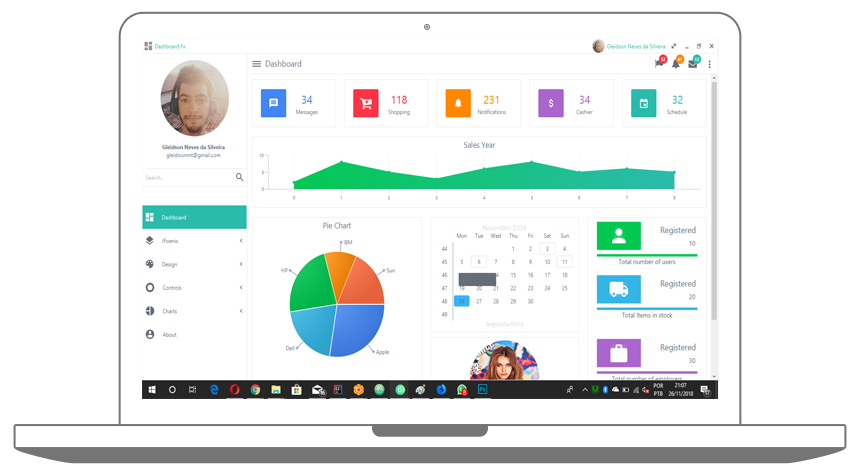 Dashboard Fx
Gleidson Neves da Silveira
Dashboard
32
41
12
34
Messages
118
Shopping
231
Notifications
34
Cashier
32
Schedule
Gleidson Neves da Silveira
gleidisonmt@gmail.com
Search..
Dashboard
JFoenix
Design
Controls
Charts
About
Sales Year
10
5
0
0 1 2 3 4 5 6 7 8
Pie Chart
IBM
Sun
HP
Dell
Apple
Novembro 2018
Mon Tue Wed Thu Fri Sat Sun
44 1 2 3 4
45 5 6 7 8 9 10 11
46 15 16 17 18
47 19 20 21 22 23 24 25
48 26 27 28 29 30
49
Segunda-feira
Registered
10
Total number of users
Registered
20
Total Items in stock
Registered
30
Total number of employers
POR
PTB
21:07
26/11/2018